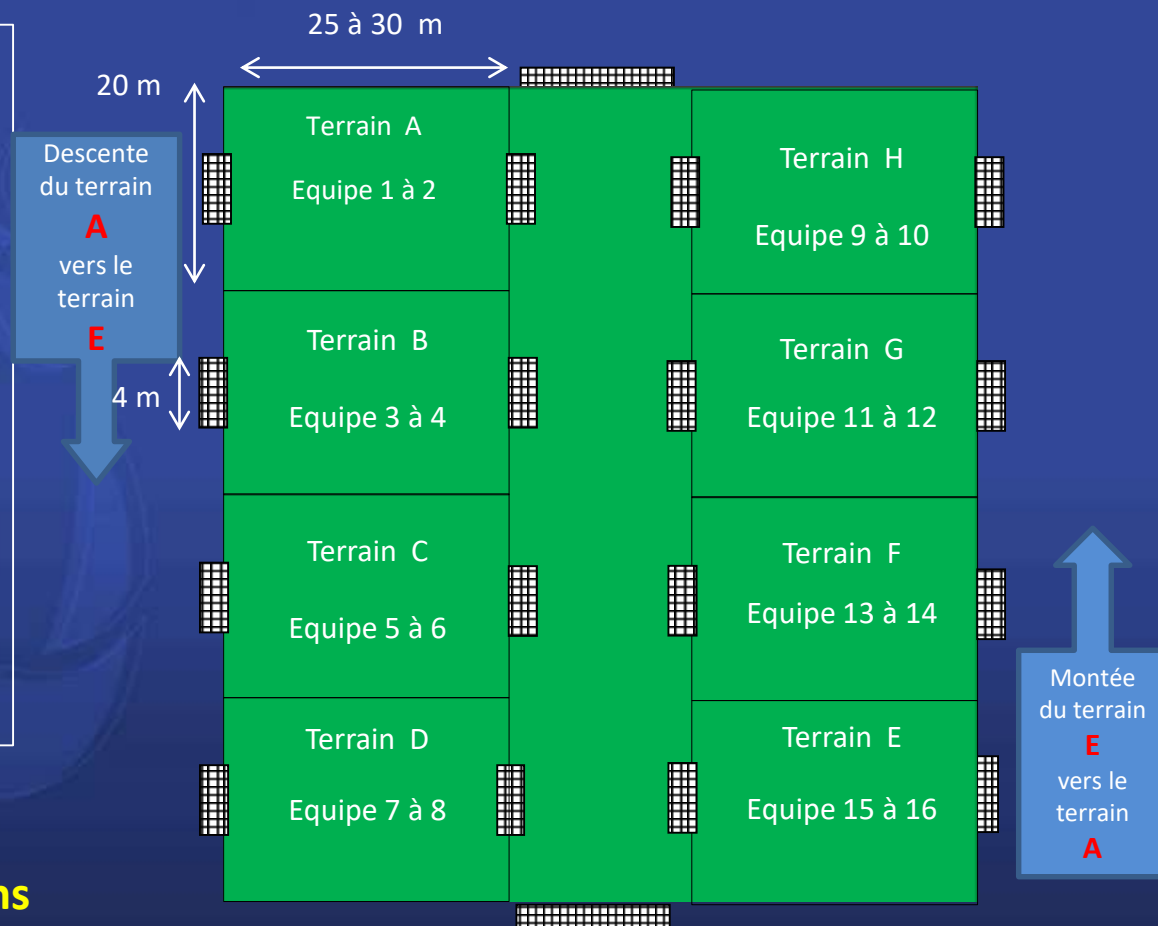 25 à 30 m
20 m
Descente
du terrain
A
vers le
terrain
E
4 m
Terrain A
Equipe 1 à 2
Terrain B
Equipe 3 à 4
Terrain C
Equipe 5 à 6
Terrain D
Equipe 7 à 8
Terrain H
Equipe 9 à 10
Terrain G
Equipe 11 à 12
Terrain F
Equipe 13 à 14
Terrain E
Equipe 15 à 16
Montée
du terrain
E
vers le
terrain
A